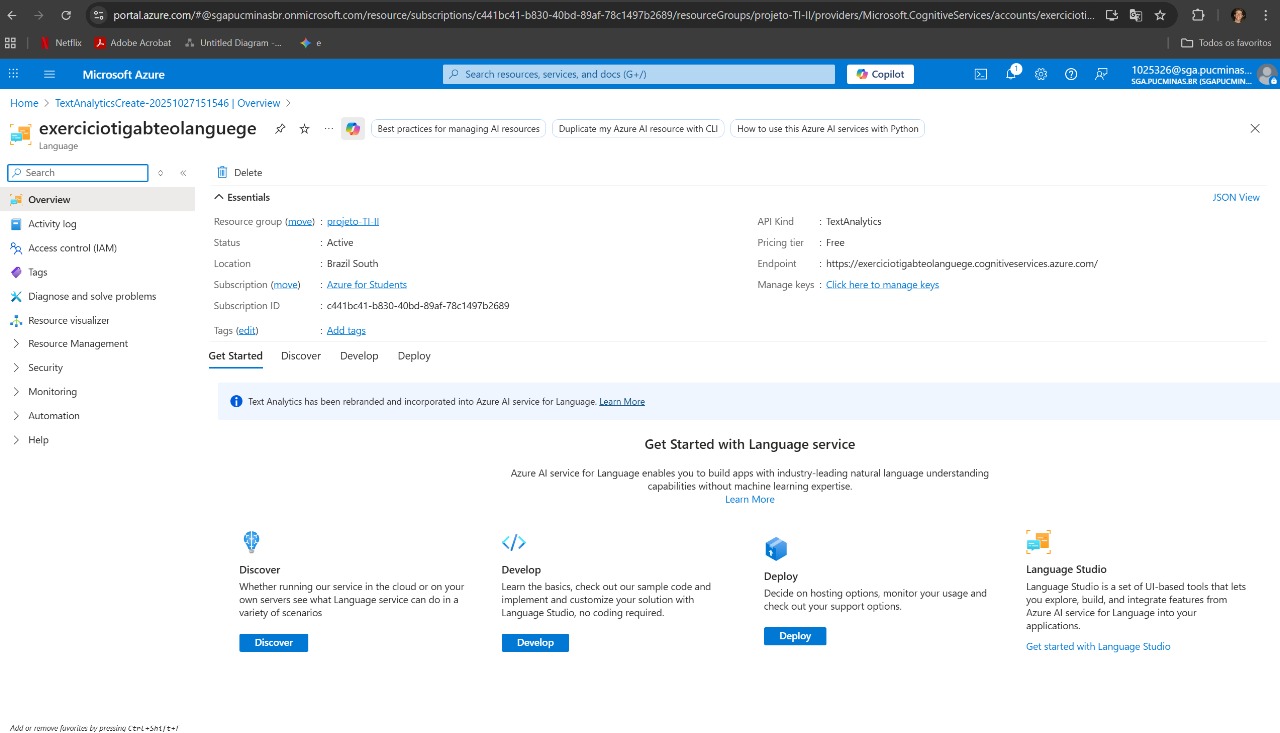 portal.azure.com/#@sgapucminasbr.onmicrosoft.com/resource/subscriptions/c441bc41-b830-40bd-89af-78c1497b2689/resourceGroups/projeto-TI-II/providers/Microsoft.CognitiveServices/accounts/exercicioti...
Netflix Adobe Acrobat Untitled Diagram -... e Todos os favoritos
Microsoft Azure Search resources, services, and docs (G+/) Copilot 1 1025326@sga.pucminas...
SGA.PUCMINAS.BR (SGAPUCMIN...
Home > TextAnalyticsCreate-20251027151546 | Overview >
exerciciotigabteolanguege ... Best practices for managing AI resources Duplicate my Azure AI resource with CLI How to use this Azure AI services with Python
Language
Search
Delete
Overview
Activity log
Access control (IAM)
Tags
Diagnose and solve problems
Resource visualizer
Resource Management
Security
Monitoring
Automation
Help
Essentials JSON View
Resource group (move) : projeto-TI-II
Status : Active
Location : Brazil South
Subscription (move) : Azure for Students
Subscription ID : c441bc41-b830-40bd-89af-78c1497b2689
Tags (edit) : Add tags
API Kind : TextAnalytics
Pricing tier : Free
Endpoint : https://exerciciotigabteolanguege.cognitiveservices.azure.com/
Manage keys : Click here to manage keys
Get Started Discover Develop Deploy
Text Analytics has been rebranded and incorporated into Azure AI service for Language. Learn More
Get Started with Language service
Azure AI service for Language enables you to build apps with industry-leading natural language understanding
capabilities without machine learning expertise.
Learn More
Discover
Whether running our service in the cloud or on your
own servers see what Language service can do in a
variety of scenarios
Discover
Develop
Learn the basics, check out our sample code and
implement and customize your solution with
Language Studio, no coding required.
Develop
Deploy
Decide on hosting options, monitor your usage and
check out your support options.
Deploy
Language Studio
Language Studio is a set of UI-based tools that lets
you explore, build, and integrate features from
Azure AI service for Language into your
applications.
Get started with Language Studio
Add or remove favorites by pressing Ctrl+Shift+F